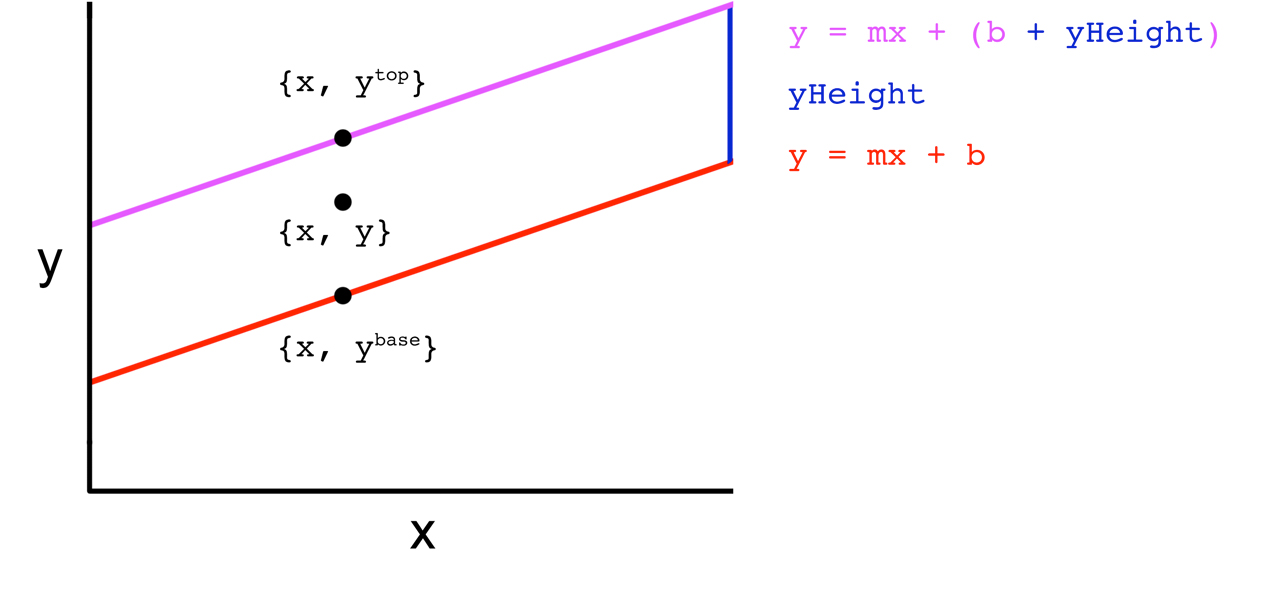 y = mx + (b + yHeight)
{x, y^top}
yHeight
y = mx + b
{x, y}
y
{x, y^base}
x